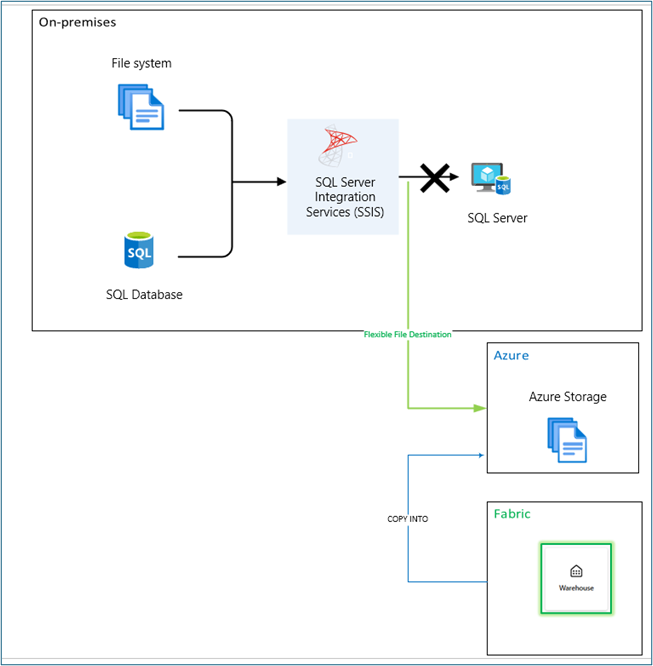 On-premises
File system
SQL
SQL Database
SQL Server
Integration
Services (SSIS)
SQL
SQL Server
Flexible File Destination
Azure
Azure Storage
COPY INTO
Fabric
Warehouse